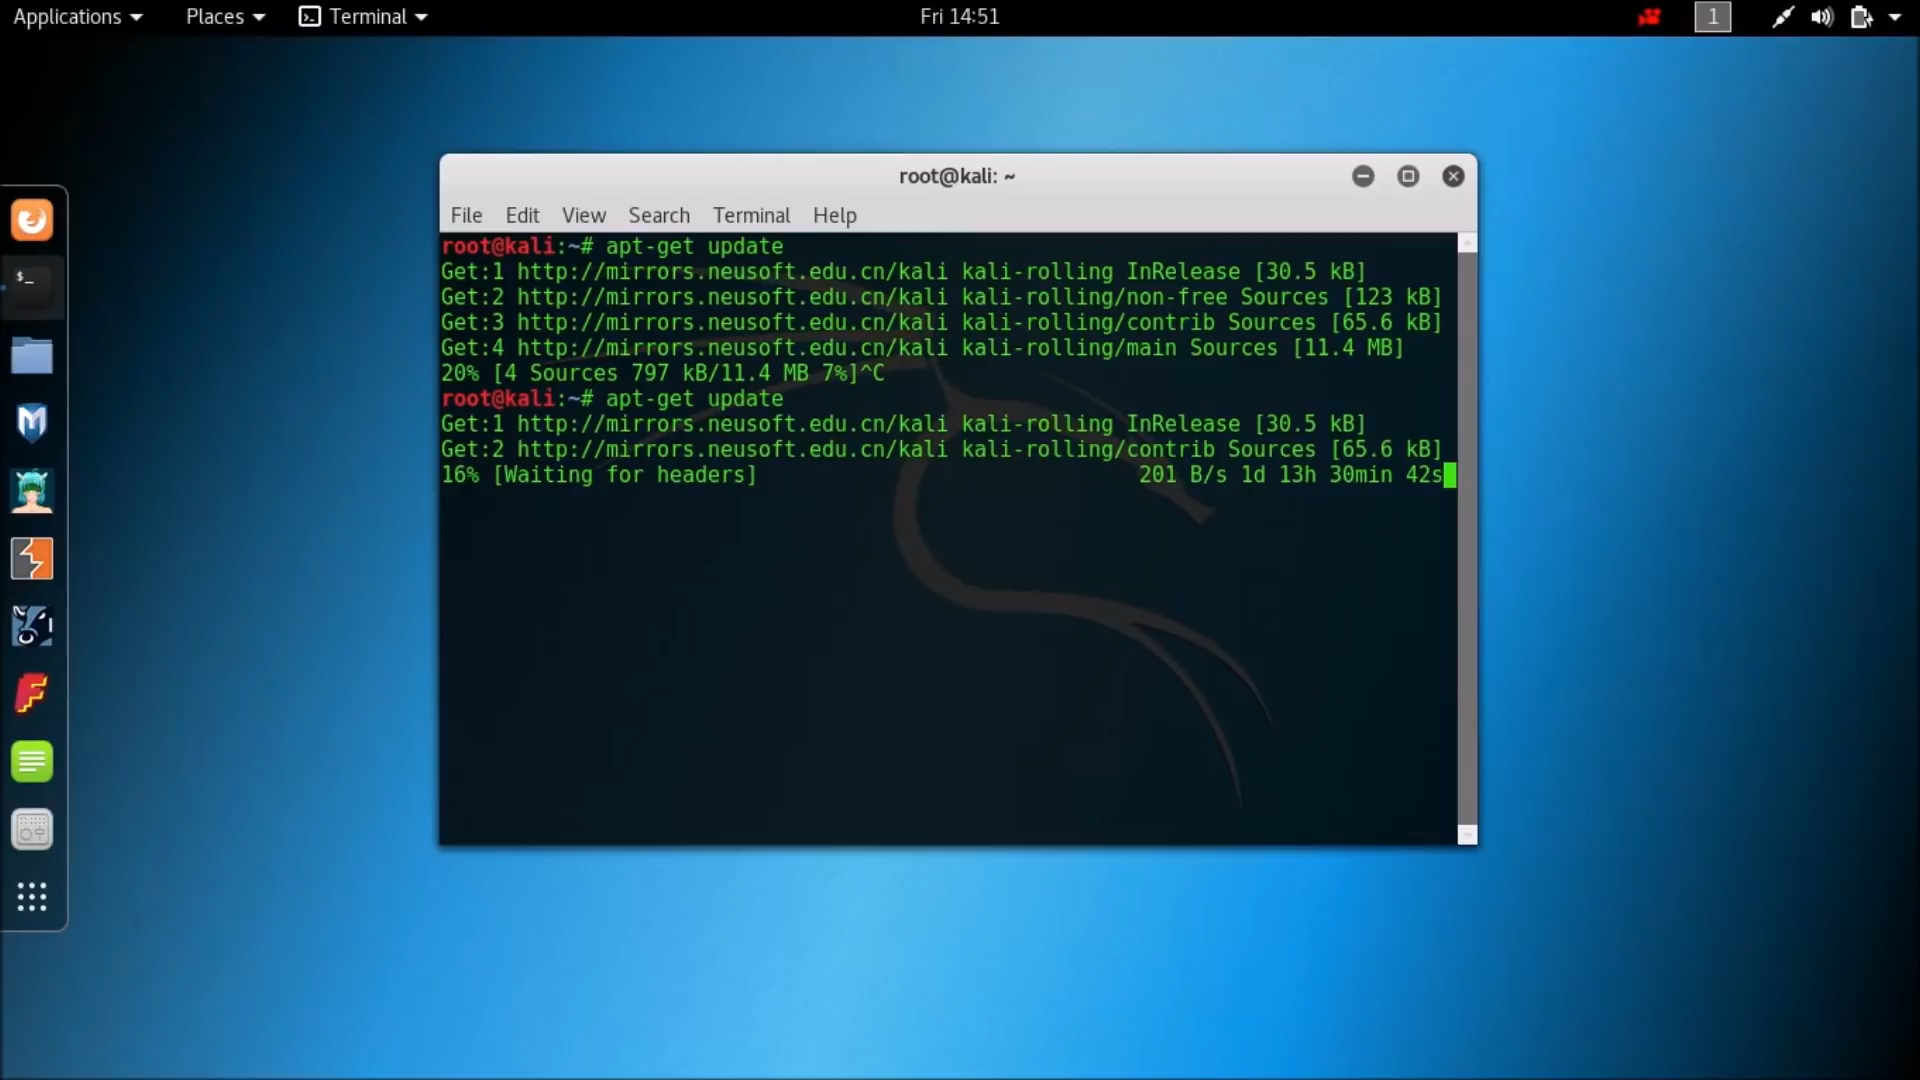 Applications Places Terminal Fri 14:51 1
root@kali: ~
File Edit View Search Terminal Help
root@kali:~# apt-get update
Get:1 http://mirrors.neusoft.edu.cn/kali kali-rolling InRelease [30.5 kB]
Get:2 http://mirrors.neusoft.edu.cn/kali kali-rolling/non-free Sources [123 kB]
Get:3 http://mirrors.neusoft.edu.cn/kali kali-rolling/contrib Sources [65.6 kB]
Get:4 http://mirrors.neusoft.edu.cn/kali kali-rolling/main Sources [11.4 MB]
20% [4 Sources 797 kB/11.4 MB 7%]^C
root@kali:~# apt-get update
Get:1 http://mirrors.neusoft.edu.cn/kali kali-rolling InRelease [30.5 kB]
Get:2 http://mirrors.neusoft.edu.cn/kali kali-rolling/contrib Sources [65.6 kB]
16% [Waiting for headers] 201 B/s 1d 13h 30min 42s